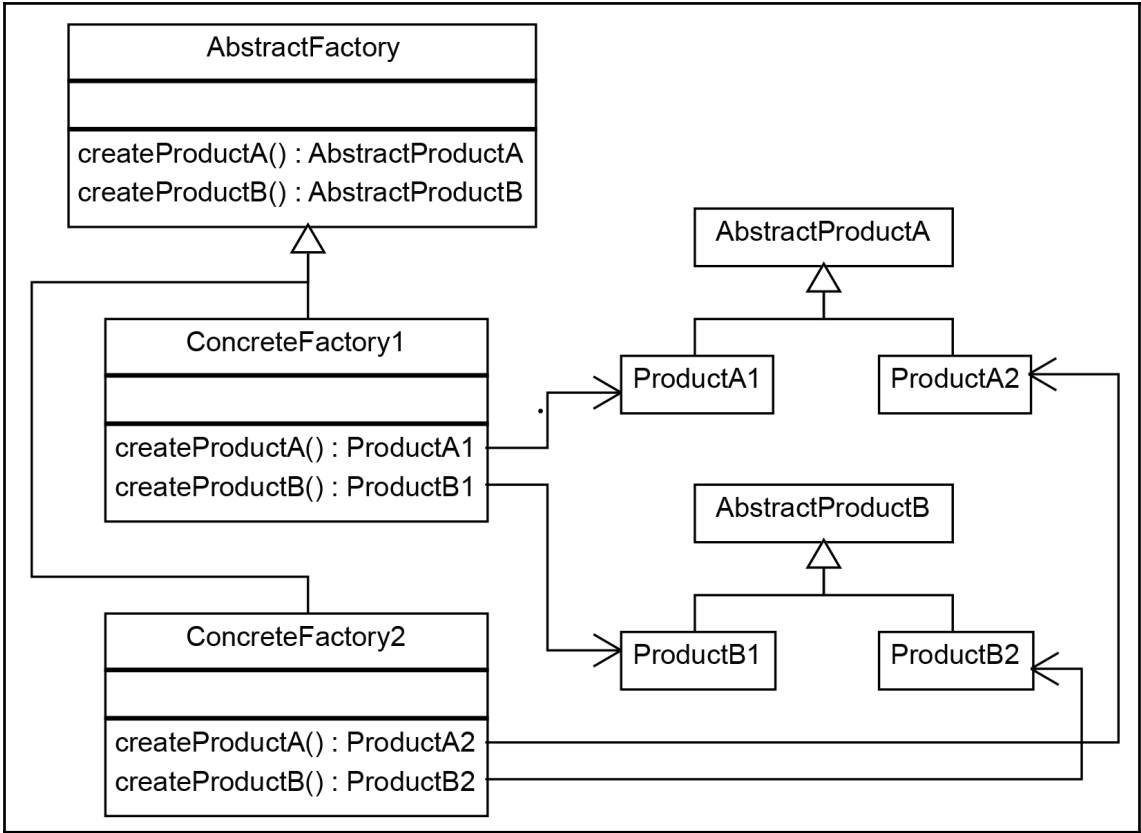 AbstractFactory
createProductA() : AbstractProductA
createProductB() : AbstractProductB
AbstractProductA
ConcreteFactory1
ProductA1
ProductA2
createProductA() : ProductA1
createProductB() : ProductB1
AbstractProductB
ConcreteFactory2
ProductB1
ProductB2
createProductA() : ProductA2
createProductB() : ProductB2